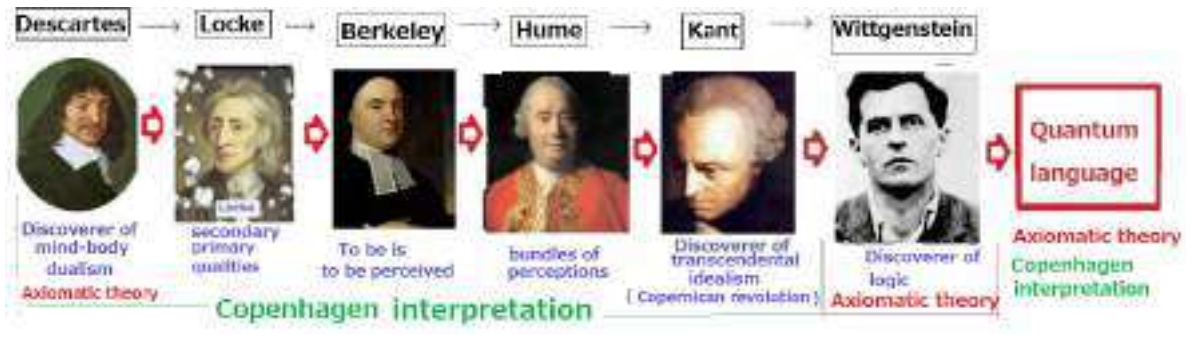 Descartes → Locke → Berkeley → Hume → Kant → Wittgenstein
Locke
Quantum
language
Discoverer of
mind-body
dualism
Axiomatic theory
secondary
primary
qualities
To be is
to be perceived
bundles of
perceptions
Discoverer of
transcendental
idealism
( Copernican revolution )
Discoverer of
logic
Axiomatic theory
Axiomatic theory
Copenhagen
interpretation
Copenhagen interpretation